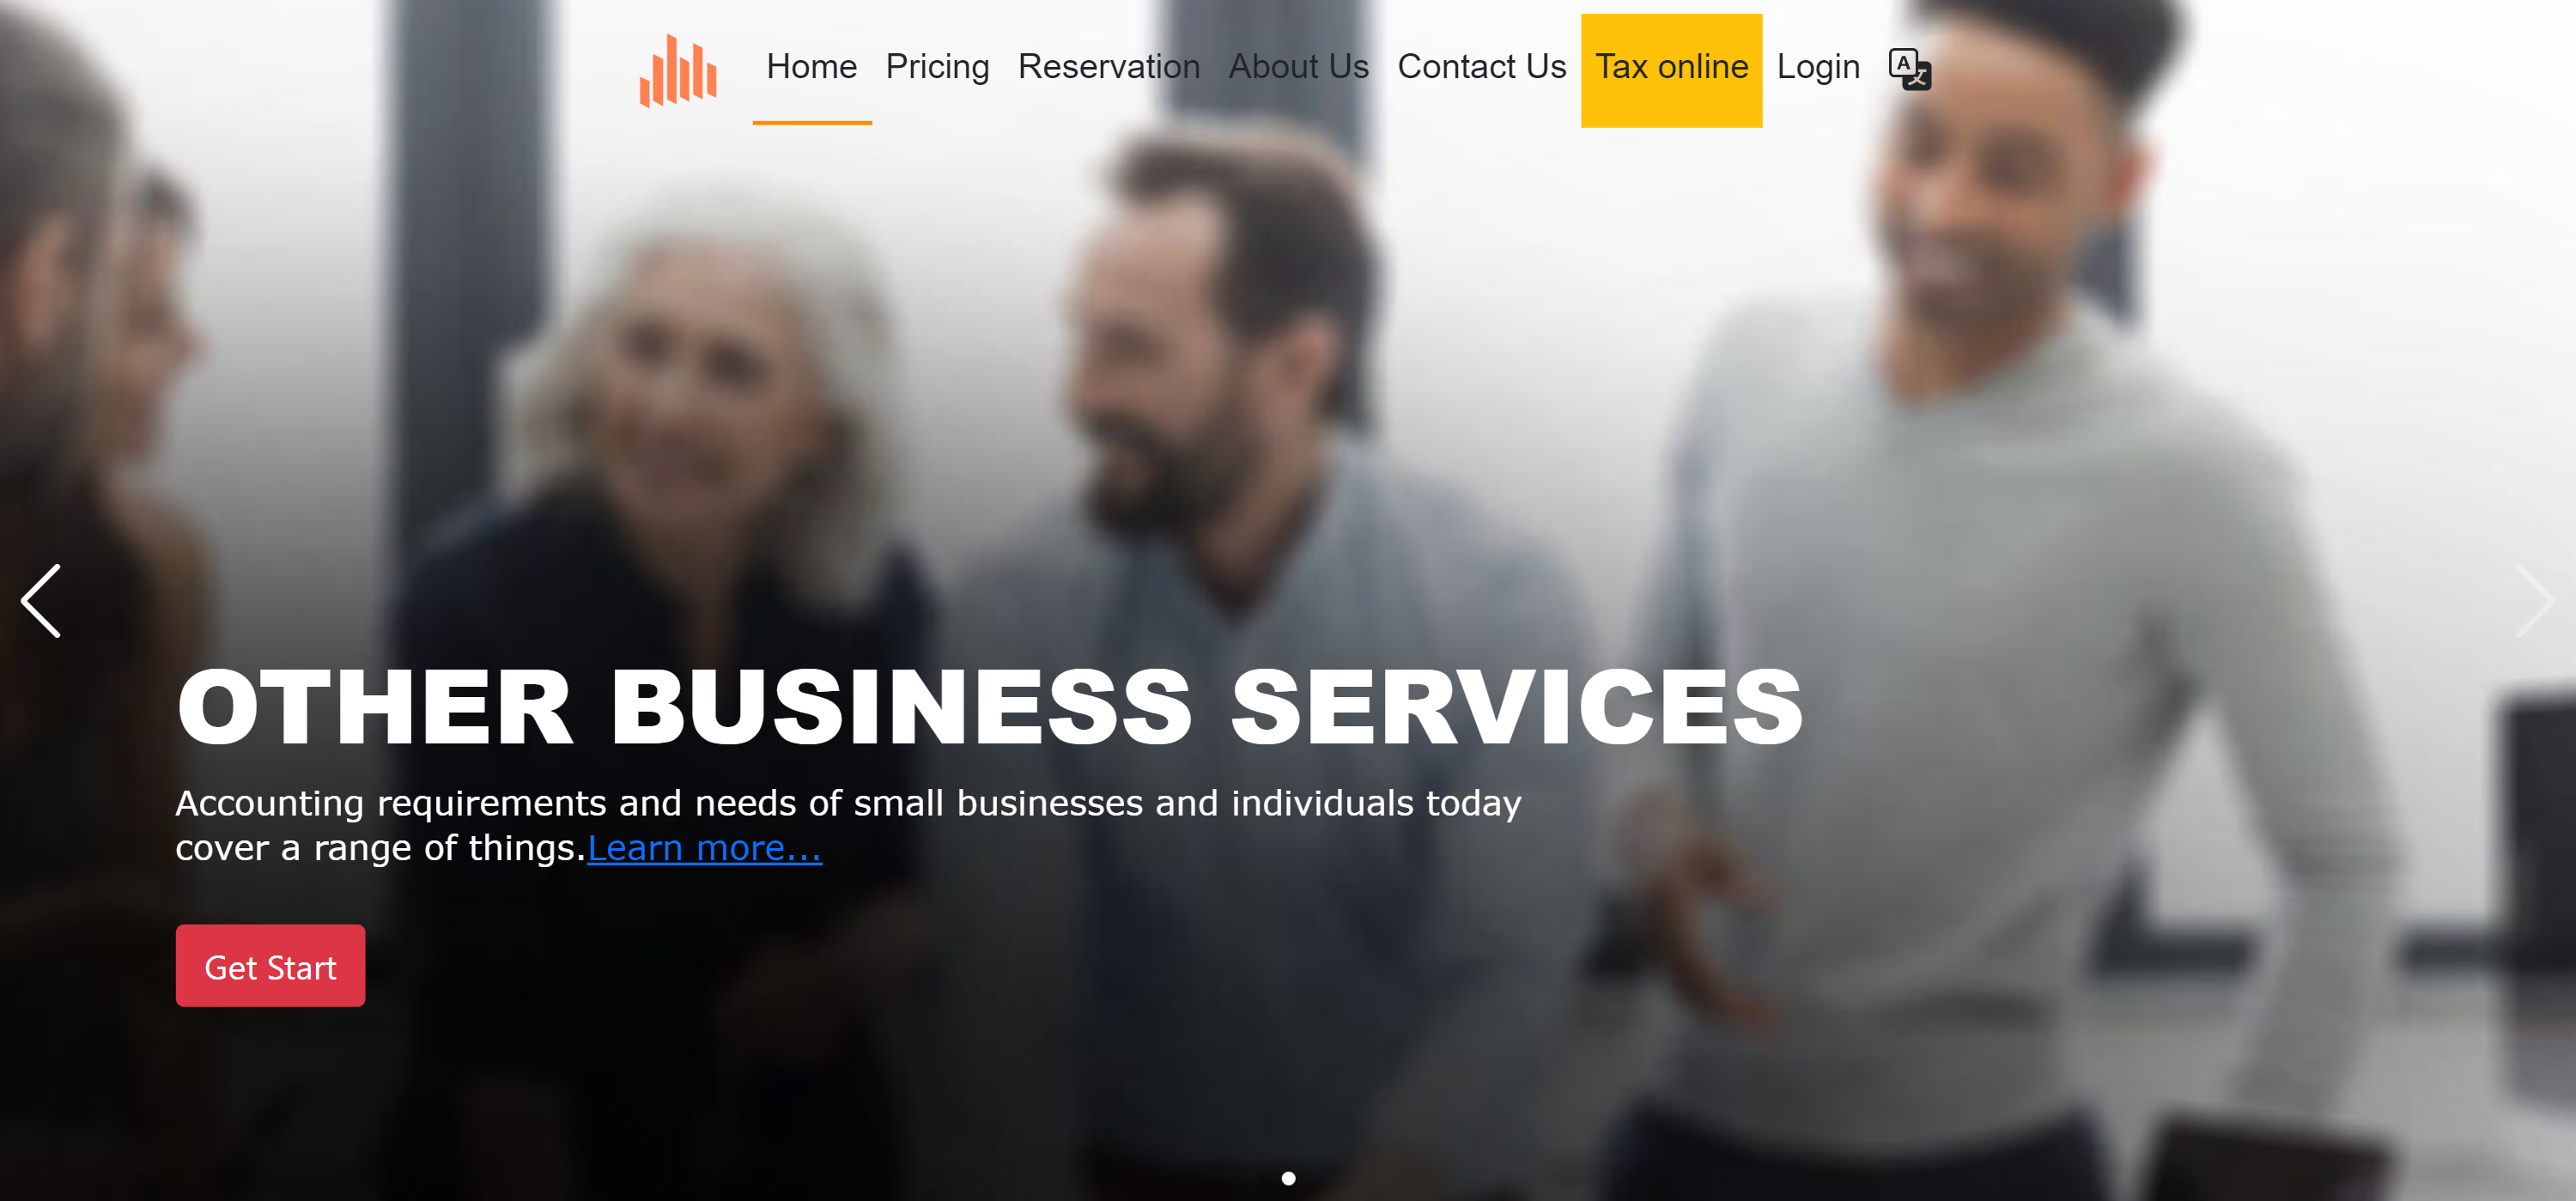 Home Pricing Reservation About Us Contact Us Tax online Login A 文
OTHER BUSINESS SERVICES
Accounting requirements and needs of small businesses and individuals today
cover a range of things.Learn more...
Get Start